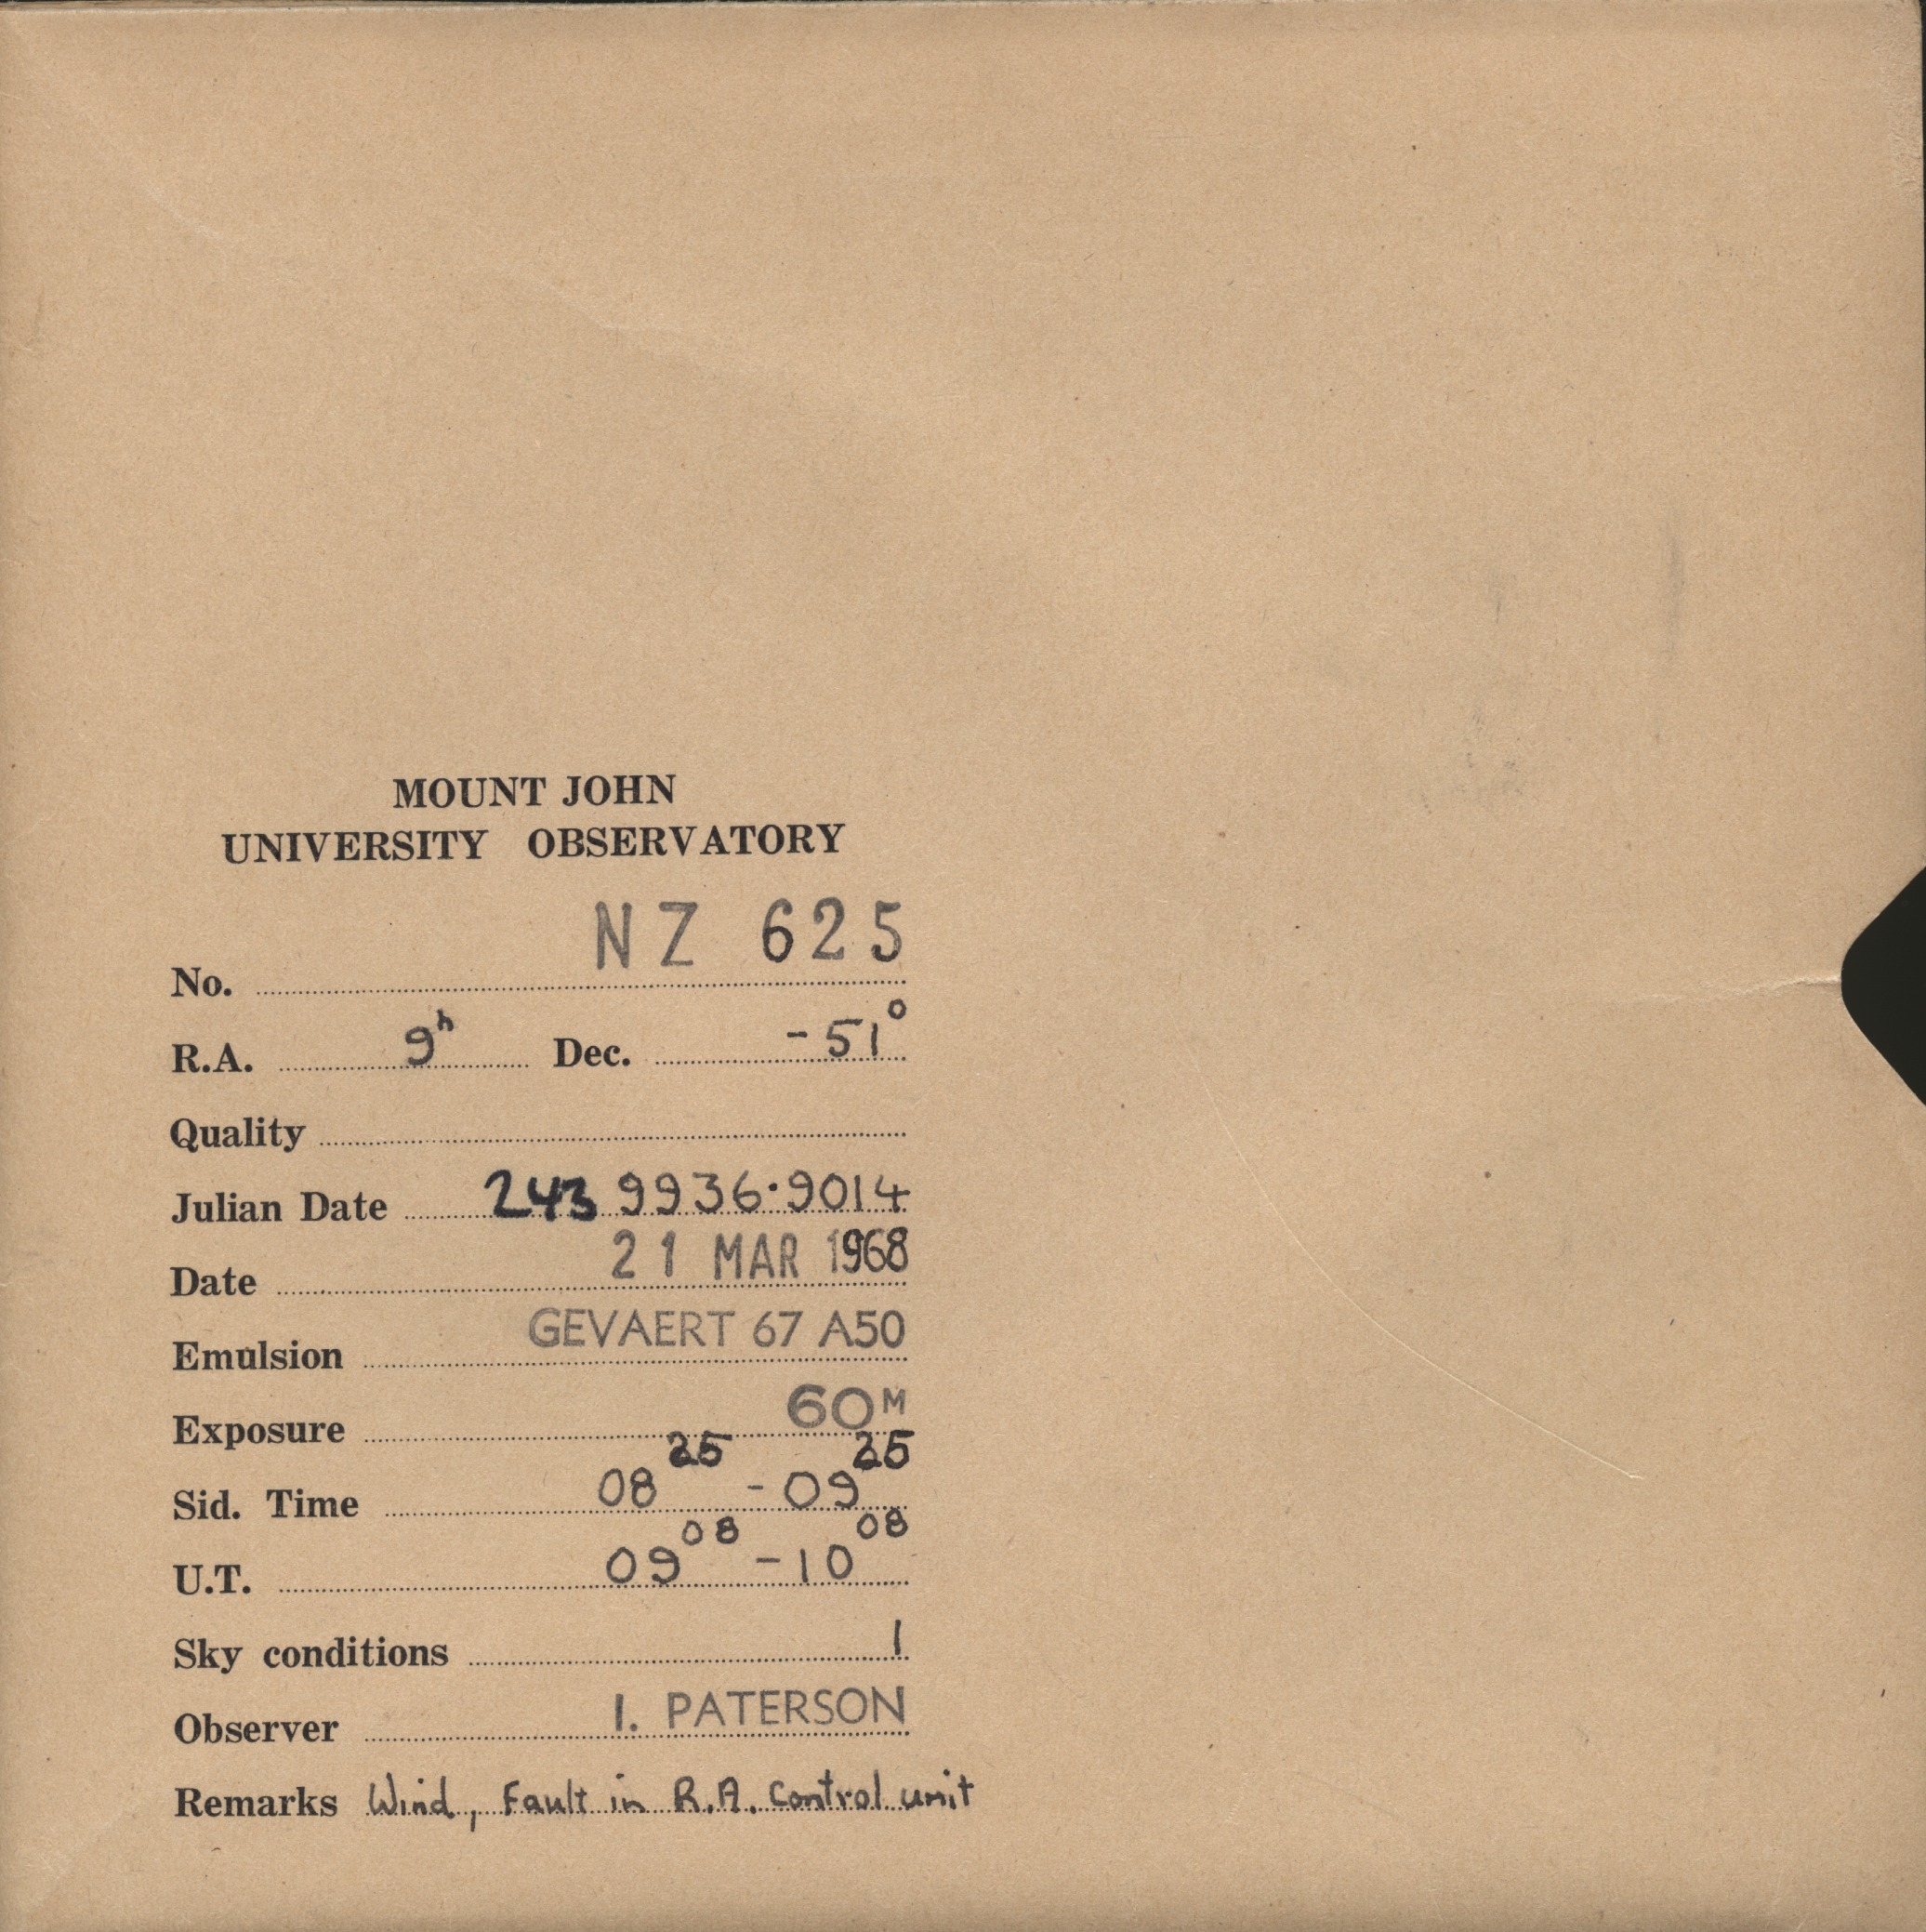 MOUNT JOHN
UNIVERSITY OBSERVATORY
No. NZ 625
R.A. 9h Dec. -51°
Quality
Julian Date 243 9936·9014
Date 21 MAR 1968
Emulsion GEVAERT 67 A50
Exposure 60M
Sid. Time 08 25 - 09 25
U.T. 09 08 - 10 08
Sky conditions 1
Observer I. PATERSON
Remarks Wind, Fault in R.A. Control unit